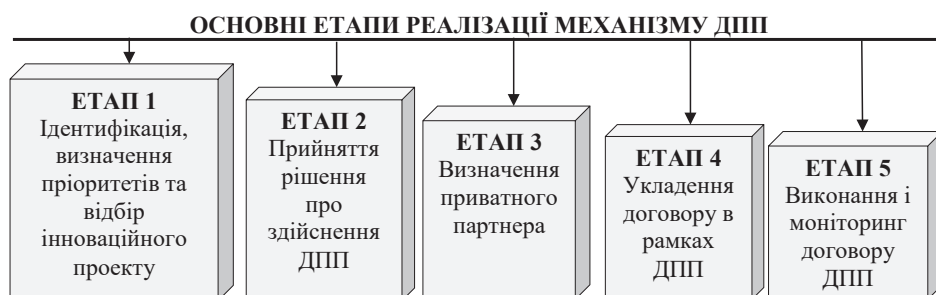 ОСНОВНІ ЕТАПИ РЕАЛІЗАЦІЇ МЕХАНІЗМУ ДПП
ЕТАП 1
Ідентифікація,
визначення
пріоритетів та
відбір
інноваційного
проекту
ЕТАП 2
Прийняття
рішення
про
здійснення
ДПП
ЕТАП 3
Визначення
приватного
партнера
ЕТАП 4
Укладення
договору в
рамках
ДПП
ЕТАП 5
Виконання і
моніторинг
договору
ДПП